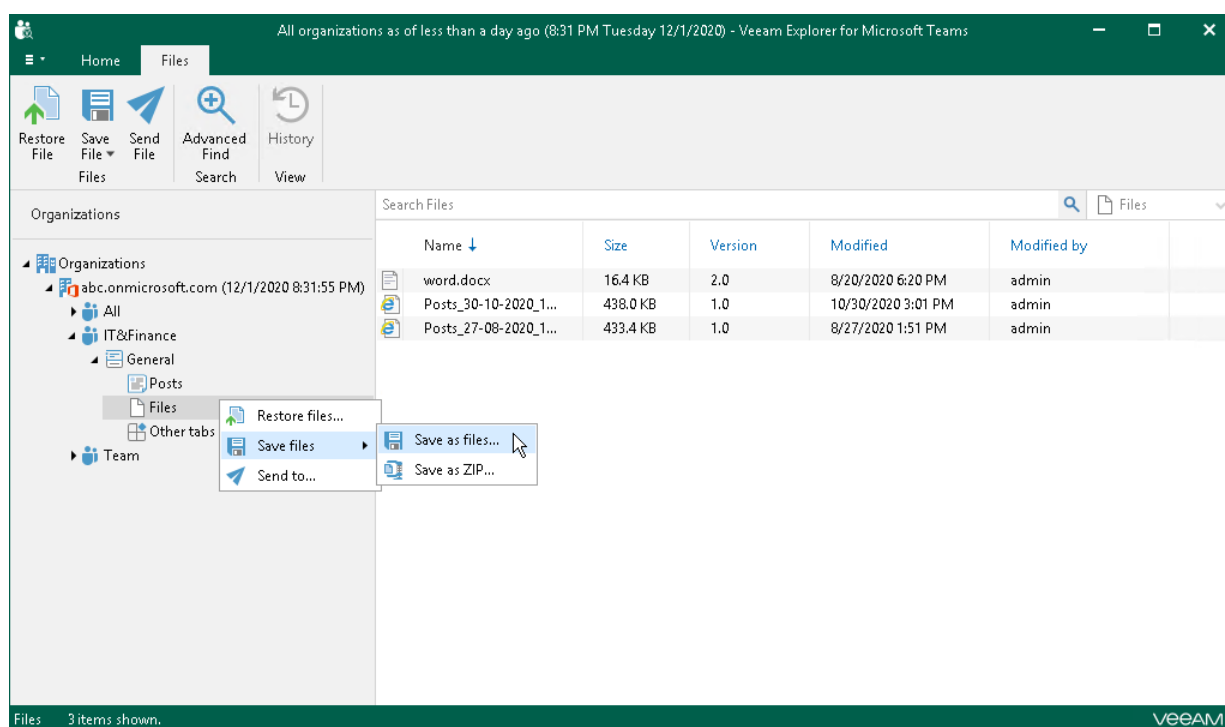 All organizations as of less than a day ago (8:31 PM Tuesday 12/1/2020) - Veeam Explorer for Microsoft Teams
Home Files
Restore File
Save File
Send File
Advanced Find
History
Files Search View
Organizations
Search Files
Files
Name Size Version Modified Modified by
word.docx 16.4 KB 2.0 8/20/2020 6:20 PM admin
Posts_30-10-2020_1... 438.0 KB 1.0 10/30/2020 3:01 PM admin
Posts_27-08-2020_1... 433.4 KB 1.0 8/27/2020 1:51 PM admin
Organizations
abc.onmicrosoft.com (12/1/2020 8:31:55 PM)
All
IT&Finance
General
Posts
Files
Other tabs
Team
Restore files...
Save files
Send to...
Save as files...
Save as ZIP...
Files 3 items shown.
VEEAM